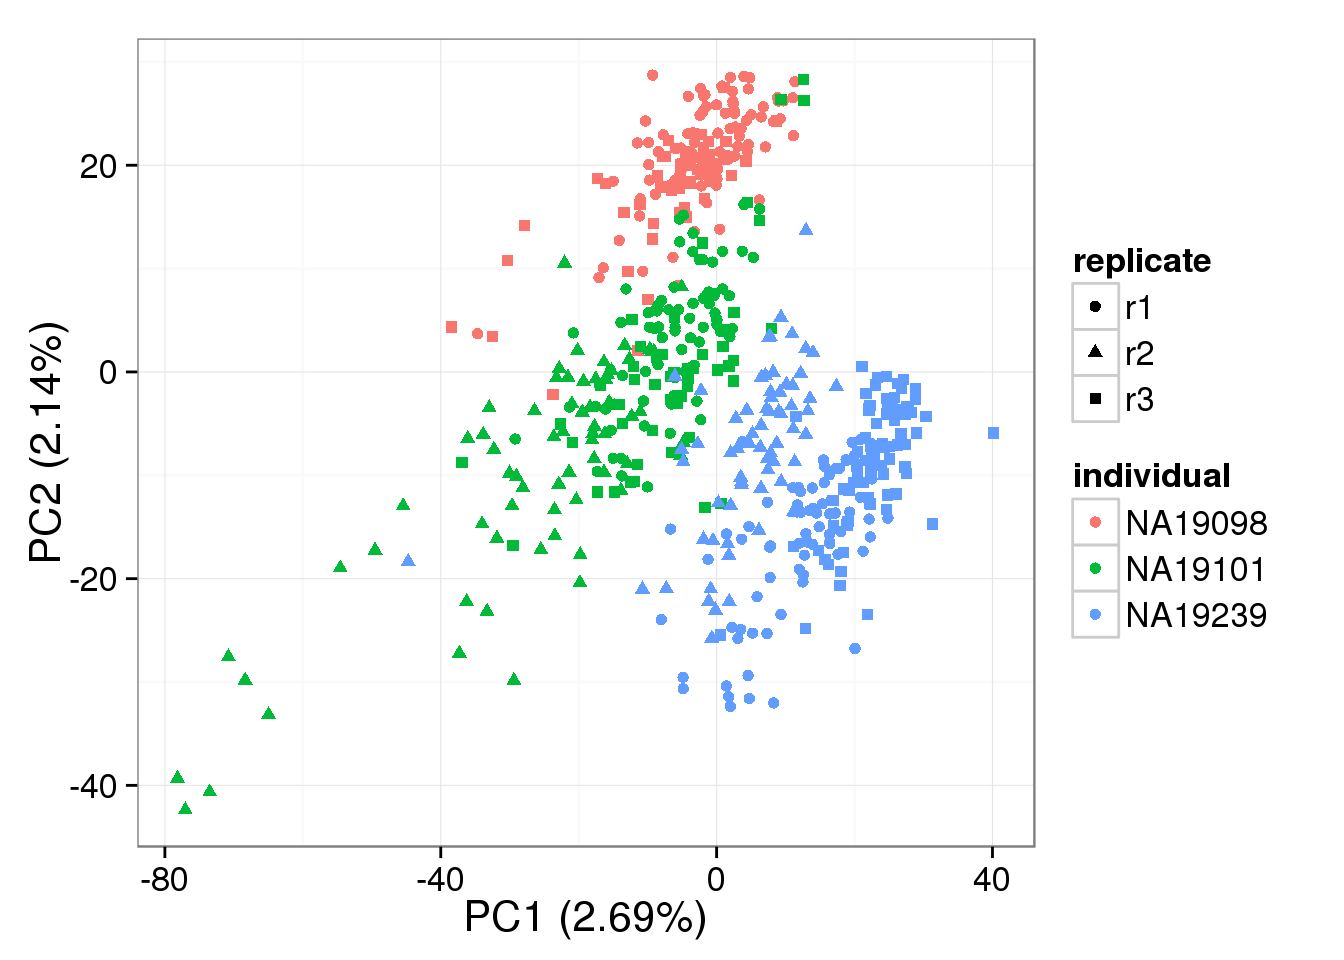 20
0
-20
-40
PC2 (2.14%)
-80
-40
0
40
PC1 (2.69%)
replicate
r1
r2
r3
individual
NA19098
NA19101
NA19239